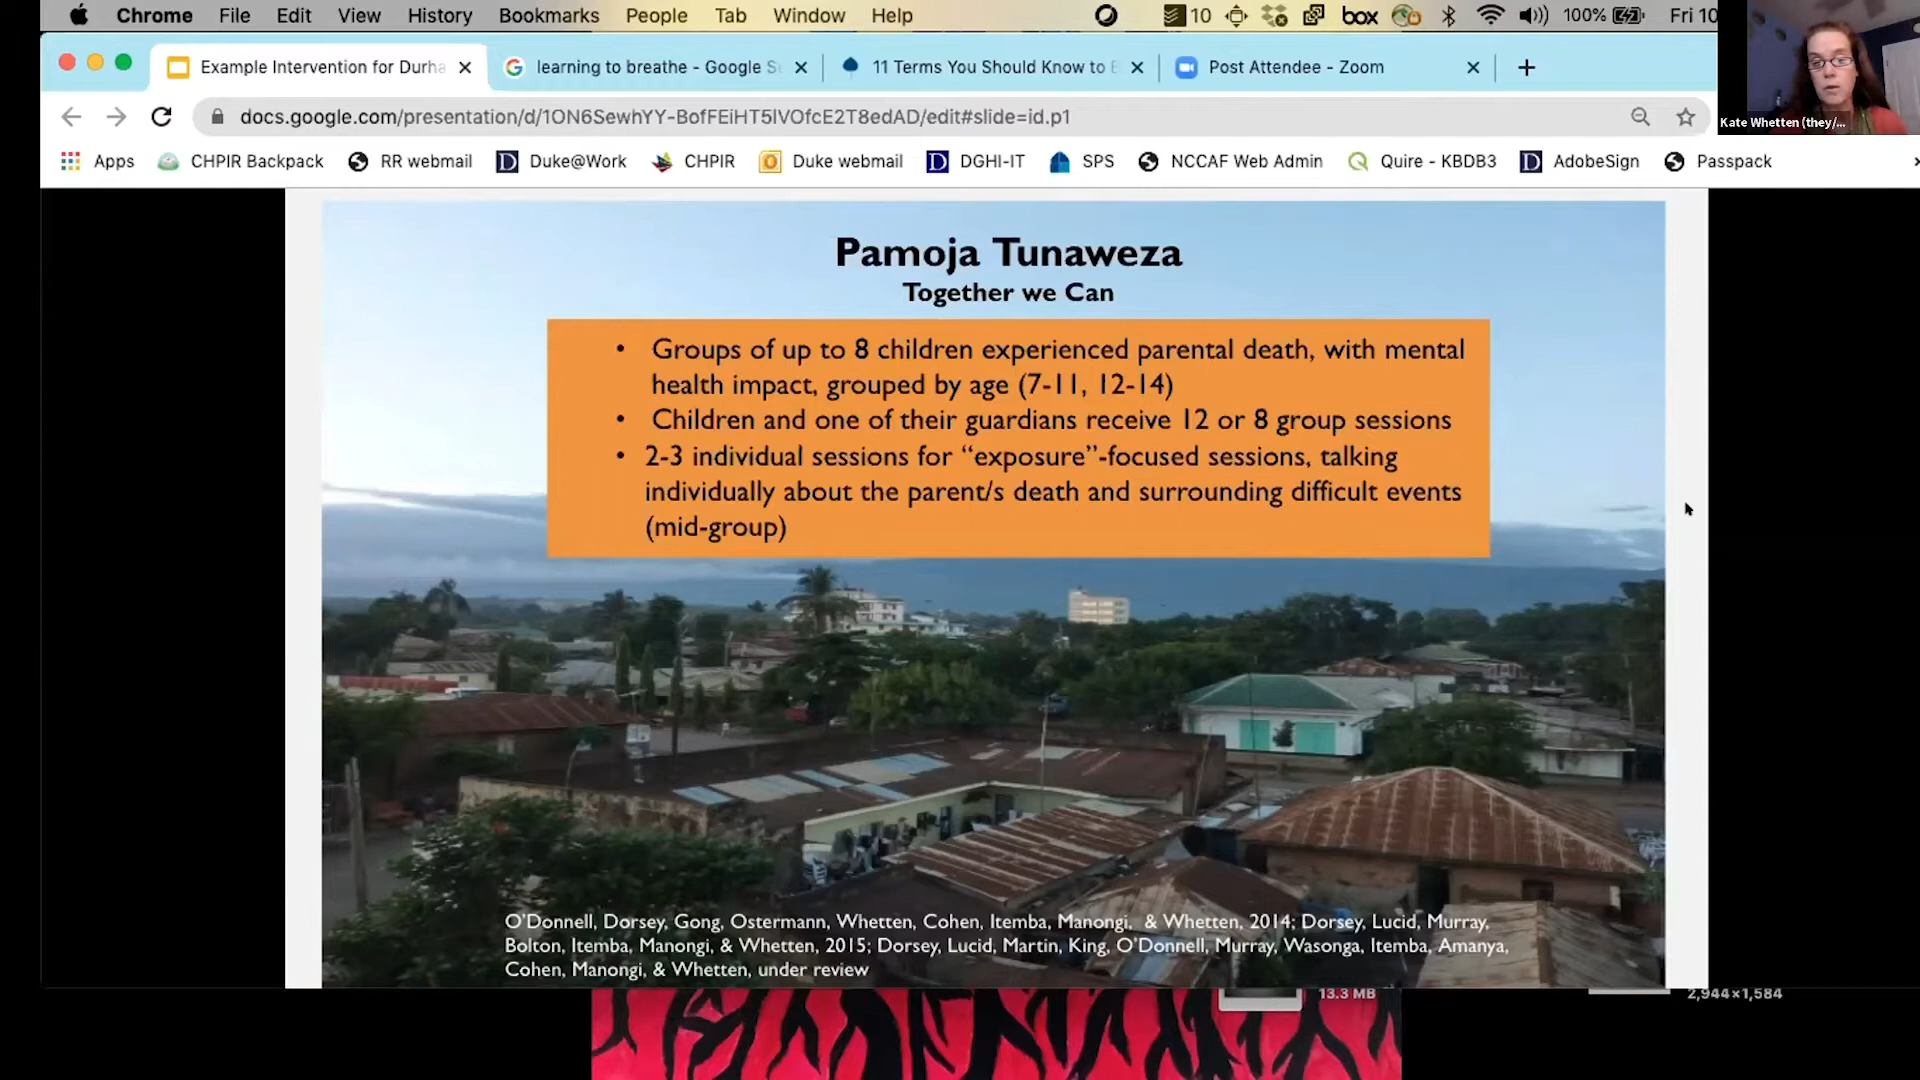 Chrome File Edit View History Bookmarks People Tab Window Help 10 box 100% Fri 10
Example Intervention for Durha learning to breathe - Google S 11 Terms You Should Know to Post Attendee - Zoom
docs.google.com/presentation/d/1ON6SewhYY-BofFEiHT5lVOfcE2T8edAD/edit#slide=id.p1
Kate Whetten (they/...
Apps CHPIR Backpack RR webmail Duke@Work CHPIR Duke webmail DGHI-IT SPS NCCAF Web Admin Quire - KBDB3 AdobeSign Passpack
Pamoja Tunaweza
Together we Can
• Groups of up to 8 children experienced parental death, with mental
health impact, grouped by age (7-11, 12-14)
• Children and one of their guardians receive 12 or 8 group sessions
• 2-3 individual sessions for “exposure”-focused sessions, talking
individually about the parent/s death and surrounding difficult events
(mid-group)
O'Donnell, Dorsey, Gong, Ostermann, Whetten, Cohen, Itemba, Manongi, & Whetten, 2014; Dorsey, Lucid, Murray,
Bolton, Itemba, Manongi, & Whetten, 2015; Dorsey, Lucid, Martin, King, O'Donnell, Murray, Wasonga, Itemba, Amanya,
Cohen, Manongi, & Whetten, under review
13.3 MB
2,944×1,584